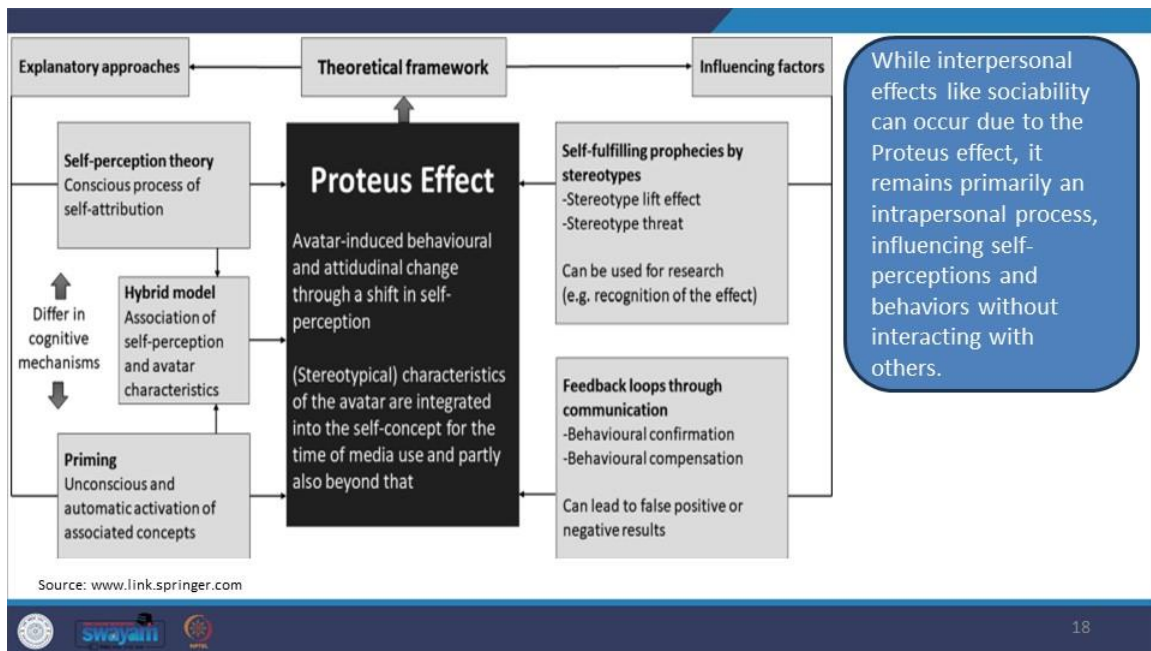 Explanatory approaches
Theoretical framework
Influencing factors
Self-perception theory
Conscious process of
self-attribution
Differ in
cognitive
mechanisms
Hybrid model
Association of
self-perception
and avatar
characteristics
Priming
Unconscious and
automatic activation of
associated concepts
Proteus Effect
Avatar-induced behavioural
and attidudinal change
through a shift in self-
perception
(Stereotypical) characteristics
of the avatar are integrated
into the self-concept for the
time of media use and partly
also beyond that
Self-fulfilling prophecies by
stereotypes
-Stereotype lift effect
-Stereotype threat
Can be used for research
(e.g. recognition of the effect)
Feedback loops through
communication
-Behavioural confirmation
-Behavioural compensation
Can lead to false positive or
negative results
While interpersonal
effects like sociability
can occur due to the
Proteus effect, it
remains primarily an
intrapersonal process,
influencing self-
perceptions and
behaviors without
interacting with
others.
Source: www.link.springer.com
swayam
18